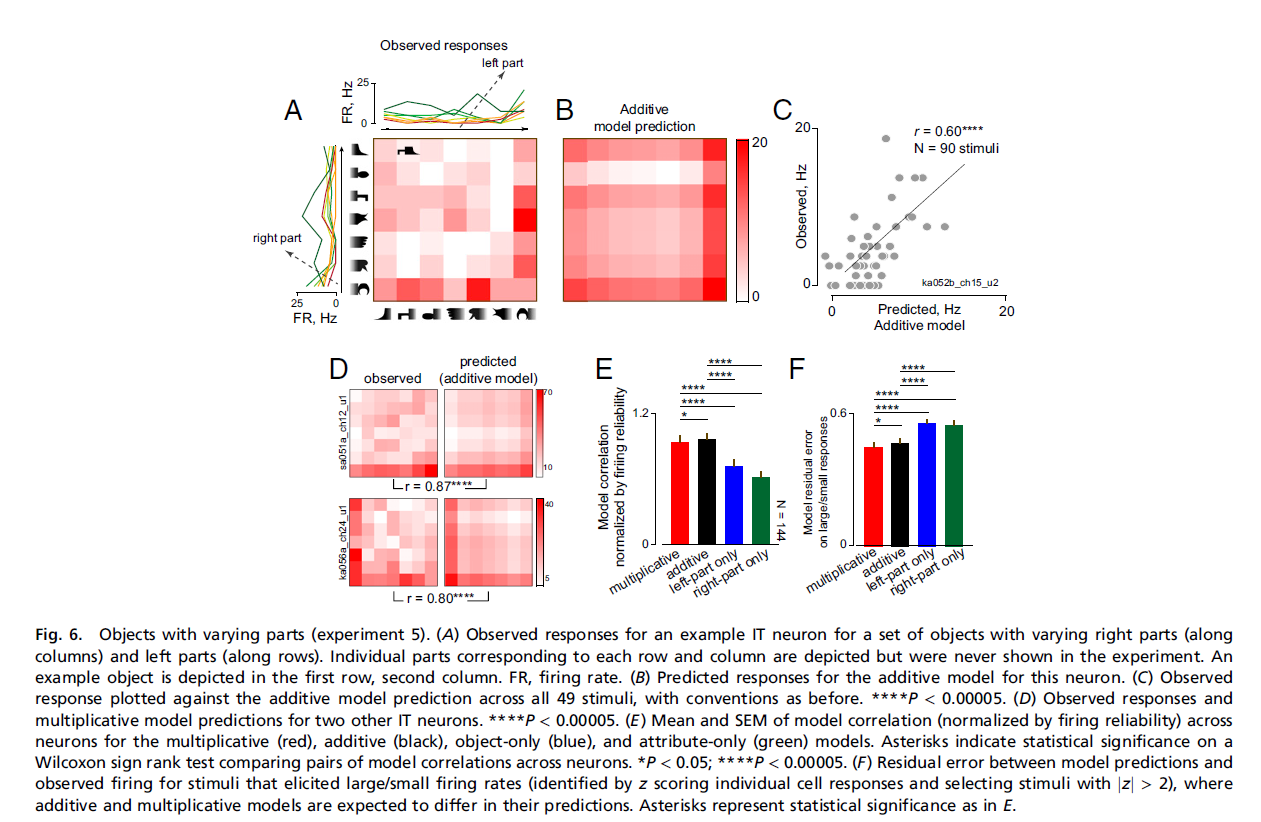 Observed responses
left part
A
FR, Hz
25
0
B
Additive
model prediction
20
0
C
20
0
Observed, Hz
r = 0.60****
N = 90 stimuli
ka052b_ch15_u2
0
20
Predicted, Hz
Additive model
right part
25
0
FR, Hz
D
observed
predicted
(additive model)
sa051a_ch12_u1
70
10
r = 0.87****
ka056a_ch24_u1
40
5
r = 0.80****
E
Model correlation
normalized by firiing reliability
1.2
0
****
****
****
****
*
N = 144
multiplicative
additive
left-part only
right-part only
F
Model residual error
on large/small responses
0.6
0
****
****
****
****
*
multiplicative
additive
left-part only
right-part only
Fig. 6. Objects with varying parts (experiment 5). (A) Observed responses for an example IT neuron for a set of objects with varying right parts (along
columns) and left parts (along rows). Individual parts corresponding to each row and column are depicted but were never shown in the experiment. An
example object is depicted in the first row, second column. FR, firing rate. (B) Predicted responses for the additive model for this neuron. (C) Observed
response plotted against the additive model prediction across all 49 stimuli, with conventions as before. ****P < 0.00005. (D) Observed responses and
multiplicative model predictions for two other IT neurons. ****P < 0.00005. (E) Mean and SEM of model correlation (normalized by firing reliability) across
neurons for the multiplicative (red), additive (black), object-only (blue), and attribute-only (green) models. Asterisks indicate statistical significance on a
Wilcoxon sign rank test comparing pairs of model correlations across neurons. *P < 0.05; ****P < 0.00005. (F) Residual error between model predictions and
observed firing for stimuli that elicited large/small firing rates (identified by z scoring individual cell responses and selecting stimuli with |z| > 2), where
additive and multiplicative models are expected to differ in their predictions. Asterisks represent statistical significance as in E.